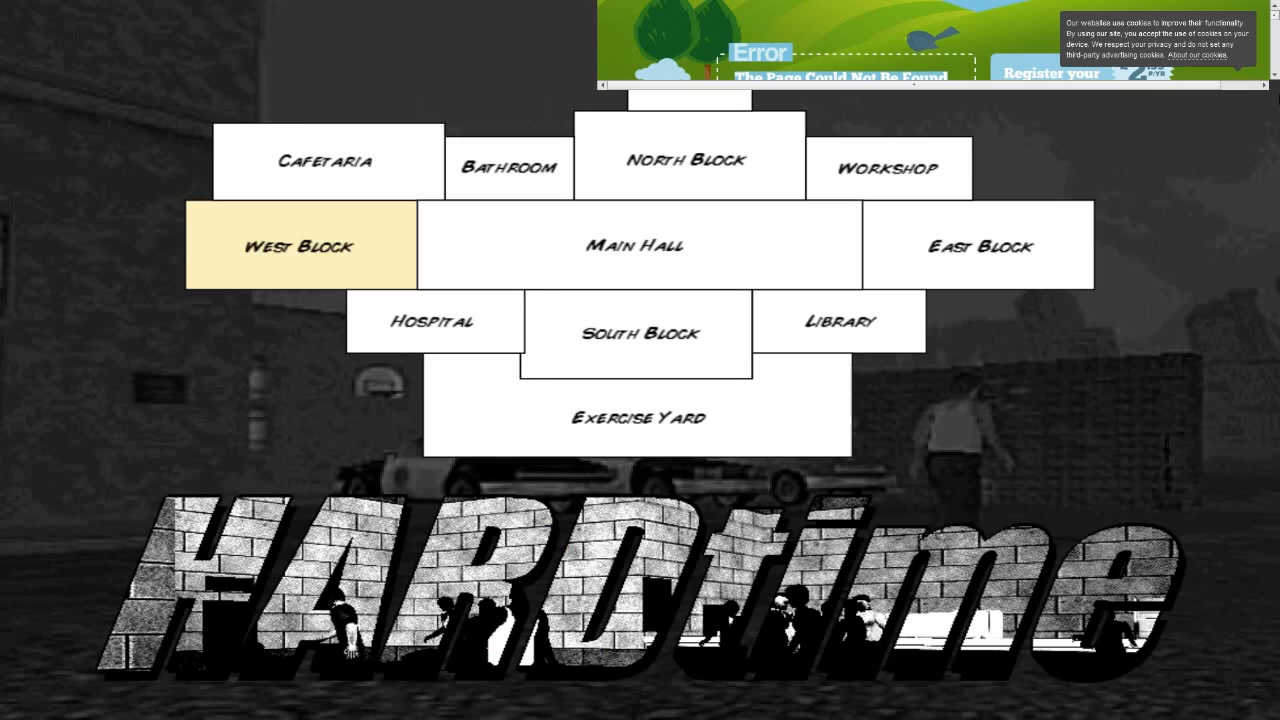 Our websites use cookies to improve their functionality.
By using our site, you accept the use of cookies on your
device. We respect your privacy and do not set any
third-party advertising cookies. About our cookies.
Error
The Page Could Not Be Found
Register your
CAFETARIA
BATHROOM
NORTH BLOCK
WORKSHOP
WEST BLOCK
MAIN HALL
EAST BLOCK
HOSPITAL
SOUTH BLOCK
LIBRARY
EXERCISE YARD
HARDtime